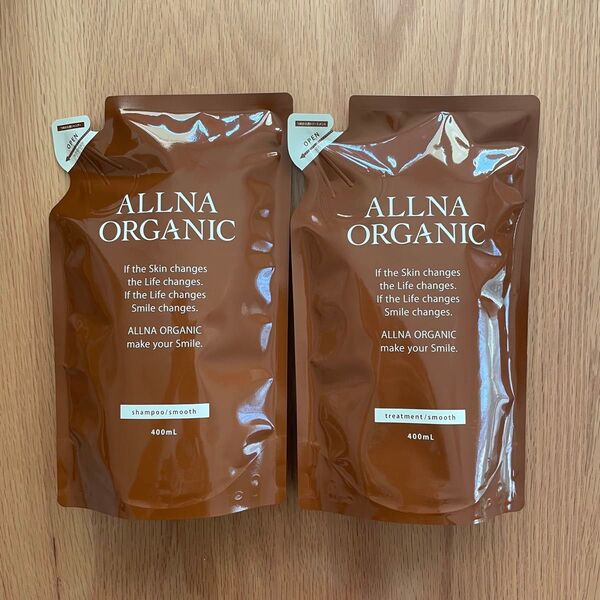 OPEN
ALLNA
ORGANIC
If the Skin changes
the Life changes.
If the Life changes
Smile changes.
ALLNA ORGANIC
make your Smile.
shampoo/smooth
400mL
OPEN
ALLNA
ORGANIC
If the Skin changes
the Life changes.
If the Life changes
Smile changes.
ALLNA ORGANIC
make your Smile.
treatment/smooth
400mL